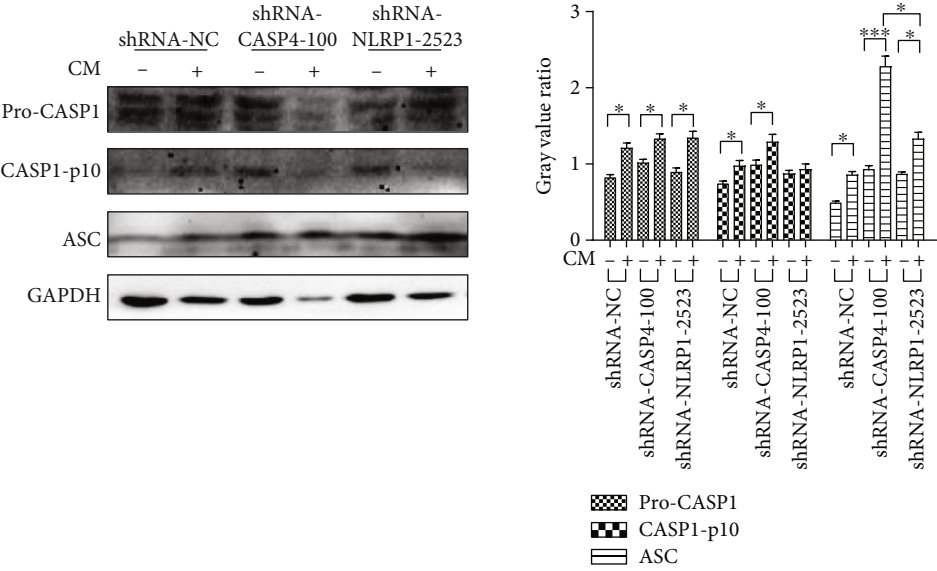 shRNA-NC
shRNA-
CASP4-100
shRNA-
NLRP1-2523
CM
– + – + – +
Pro-CASP1
CASP1-p10
ASC
GAPDH
Gray value ratio
3
2
1
0
* * *
* *
* *** * *
CM
– + – + – +
– + – + – +
– + – + – +
shRNA-NC
shRNA-CASP4-100
shRNA-NLRP1-2523
shRNA-NC
shRNA-CASP4-100
shRNA-NLRP1-2523
shRNA-NC
shRNA-CASP4-100
shRNA-NLRP1-2523
Pro-CASP1
CASP1-p10
ASC